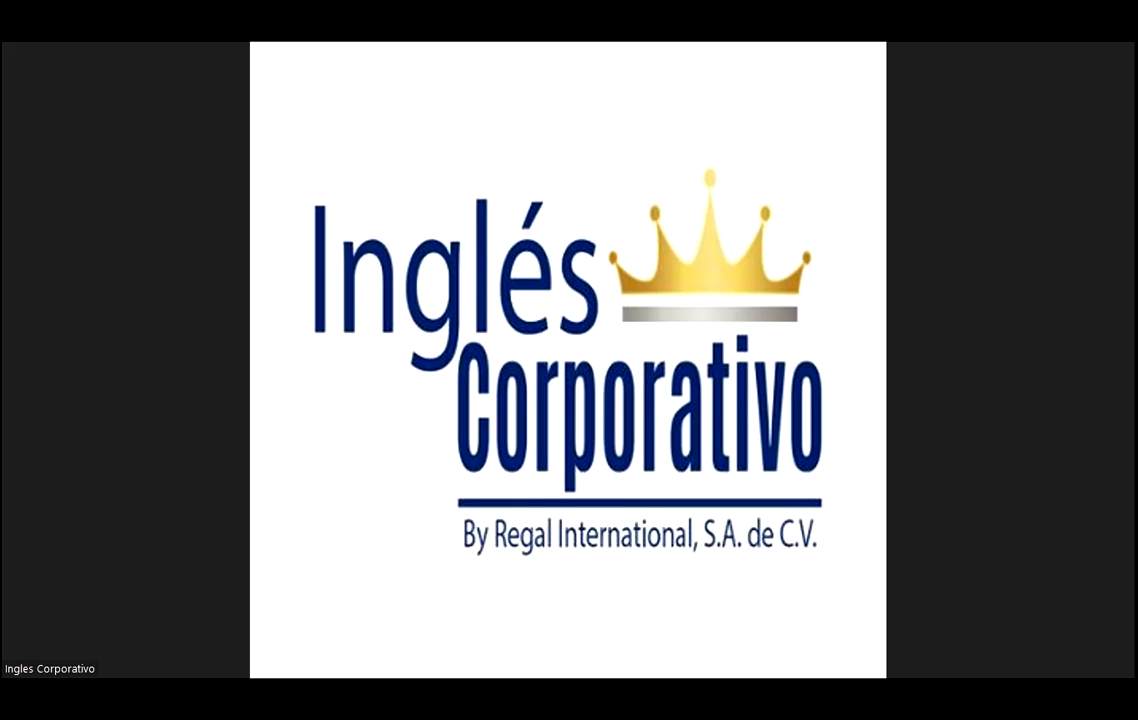 Inglés
Corporativo
By Regal International, S.A. de C.V.
Ingles Corporativo